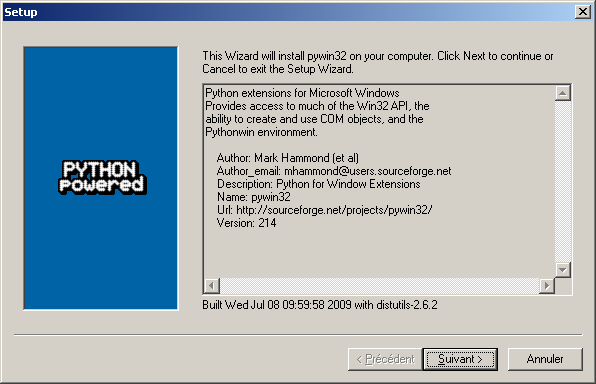 Setup
This Wizard will install pywin32 on your computer. Click Next to continue or
Cancel to exit the Setup Wizard.
PYTHON
powered
Python extensions for Microsoft Windows
Provides access to much of the Win32 API, the
ability to create and use COM objects, and the
Pythonwin environment.
Author: Mark Hammond (et al)
Author_email: mhammond@users.sourceforge.net
Description: Python for Window Extensions
Name: pywin32
Url: http://sourceforge.net/projects/pywin32/
Version: 214
Built Wed Jul 08 09:59:58 2009 with distutils-2.6.2
< Précédent
Suivant >
Annuler